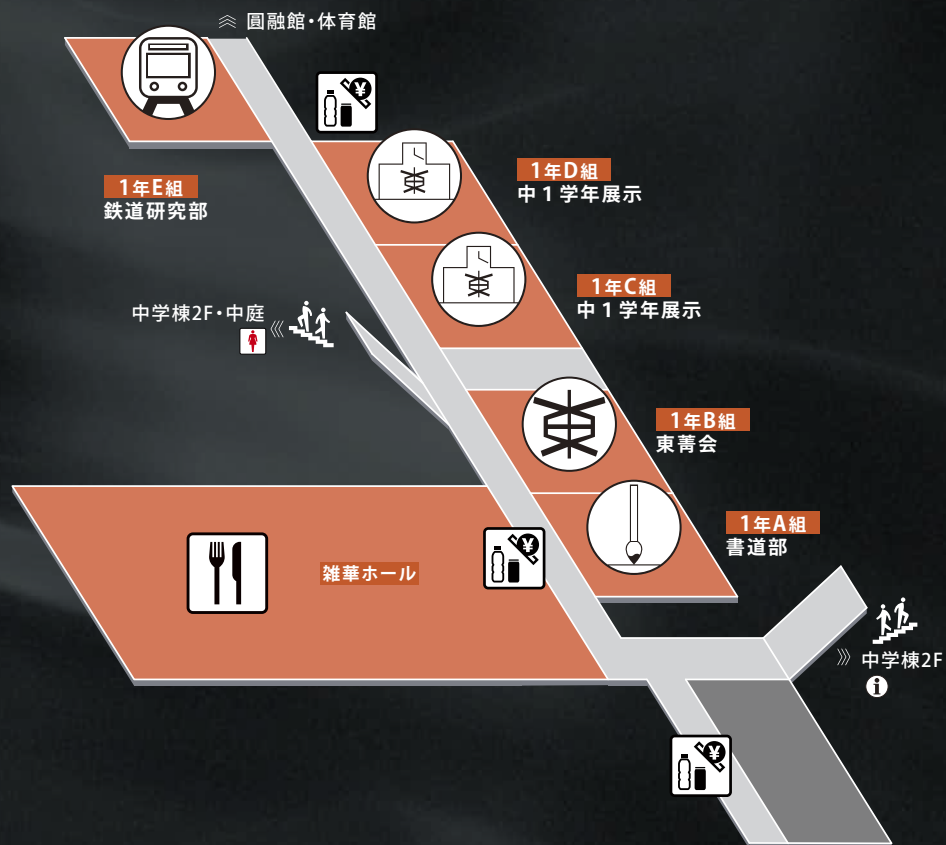 圓融館・体育館
1年E組
鉄道研究部
1年D組
中1学年展示
1年C組
中1学年展示
中学棟2F・中庭
1年B組
東菁会
1年A組
書道部
雑華ホール
中学棟2F